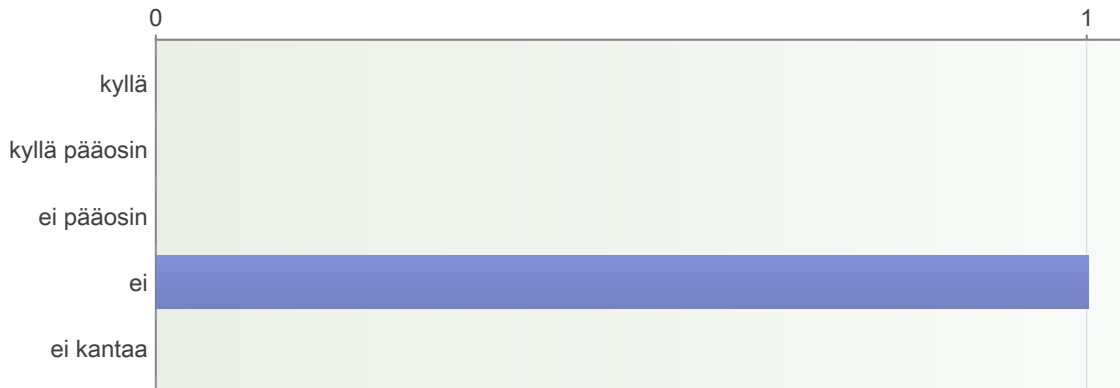 0 1
kyllä
kyllä pääosin
ei pääosin
ei
ei kantaa